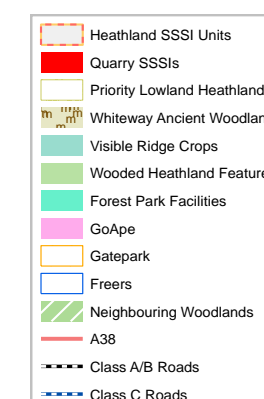 Heathland SSSI Units
Quarry SSSIs
Priority Lowland Heathland
Whiteway Ancient Woodlan
Visible Ridge Crops
Wooded Heathland Feature
Forest Park Facilities
GoApe
Gatepark
Freers
Neighbouring Woodlands
A38
Class A/B Roads
Class C Roads